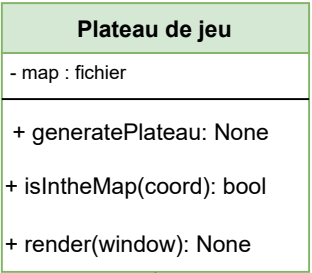 Plateau de jeu
- map : fichier
+ generatePlateau: None
+ isIntheMap(coord): bool
+ render(window): None